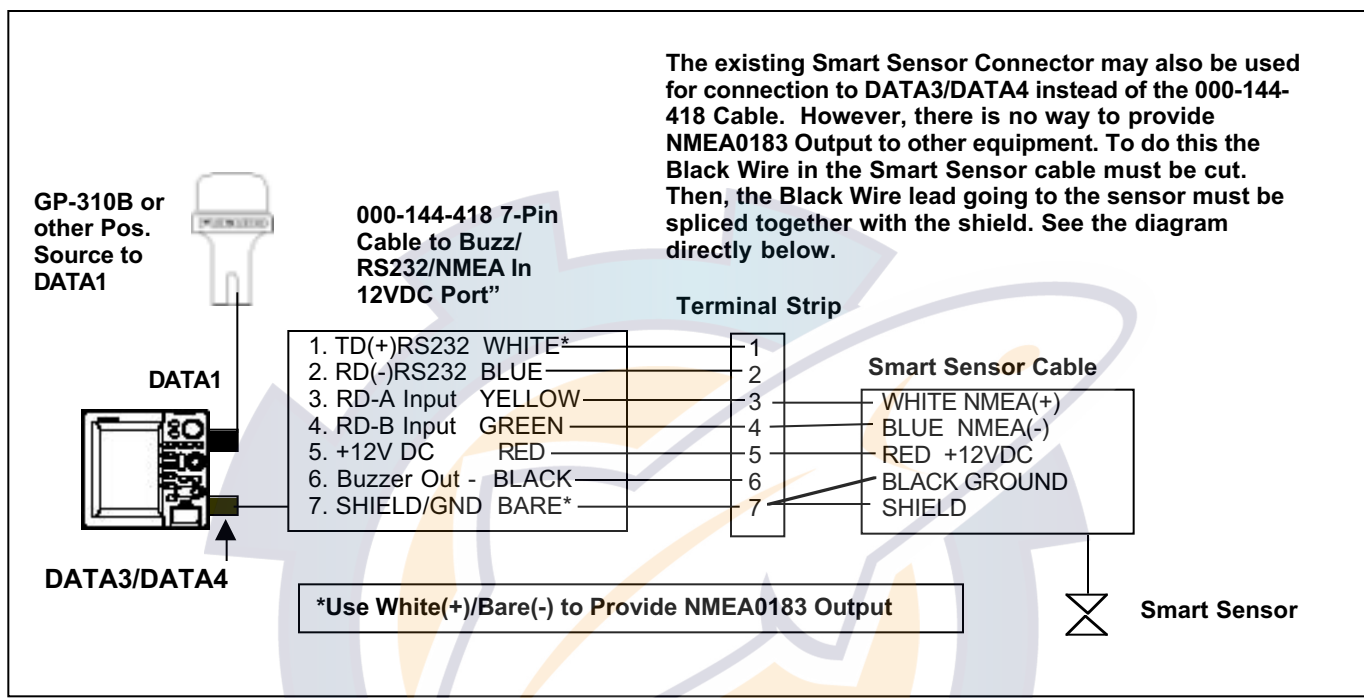 The existing Smart Sensor Connector may also be used
for connection to DATA3/DATA4 instead of the 000-144-
418 Cable.  However, there is no way to provide
NMEA0183 Output to other equipment. To do this the
Black Wire in the Smart Sensor cable must be cut.
Then, the Black Wire lead going to the sensor must be
spliced together with the shield. See the diagram
directly below.
GP-310B or
other Pos.
Source to
DATA1
000-144-418 7-Pin
Cable to Buzz/
RS232/NMEA In
12VDC Port”
Terminal Strip
DATA1
1. TD(+)RS232  WHITE*
2. RD(-)RS232  BLUE
3. RD-A Input  YELLOW
4. RD-B Input  GREEN
5. +12V DC  RED
6. Buzzer Out -  BLACK
7. SHIELD/GND  BARE*
1
2
3
4
5
6
7
Smart Sensor Cable
WHITE NMEA(+)
BLUE  NMEA(-)
RED  +12VDC
BLACK GROUND
SHIELD
DATA3/DATA4
*Use White(+)/Bare(-) to Provide NMEA0183 Output
Smart Sensor